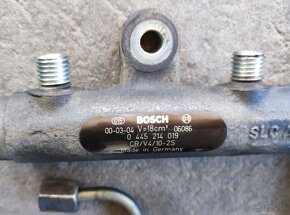 BOSCH
00-03-04 V=18cm³ 06086
0 445 214 019
CR/V4/10-2S
Made in Germany